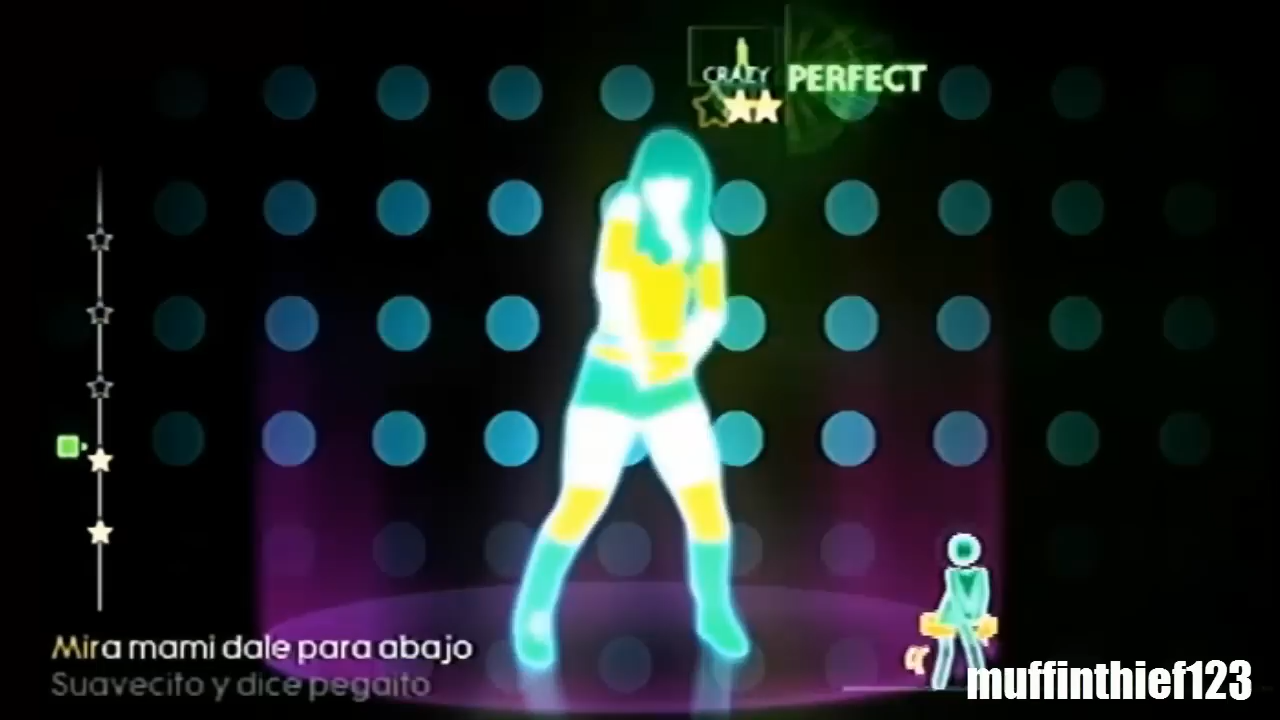 CRAZY
PERFECT
Mira mami dale para abajo
Suavecito y dice pegaito
muffinthief123